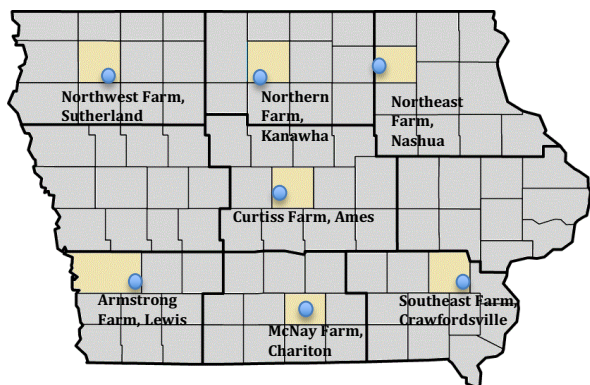 Northwest Farm,
Sutherland
Northern
Farm,
Kanawha
Northeast
Farm,
Nashua
Curtiss Farm, Ames
Armstrong
Farm, Lewis
McNay Farm,
Chariton
Southeast Farm,
Crawfordsville